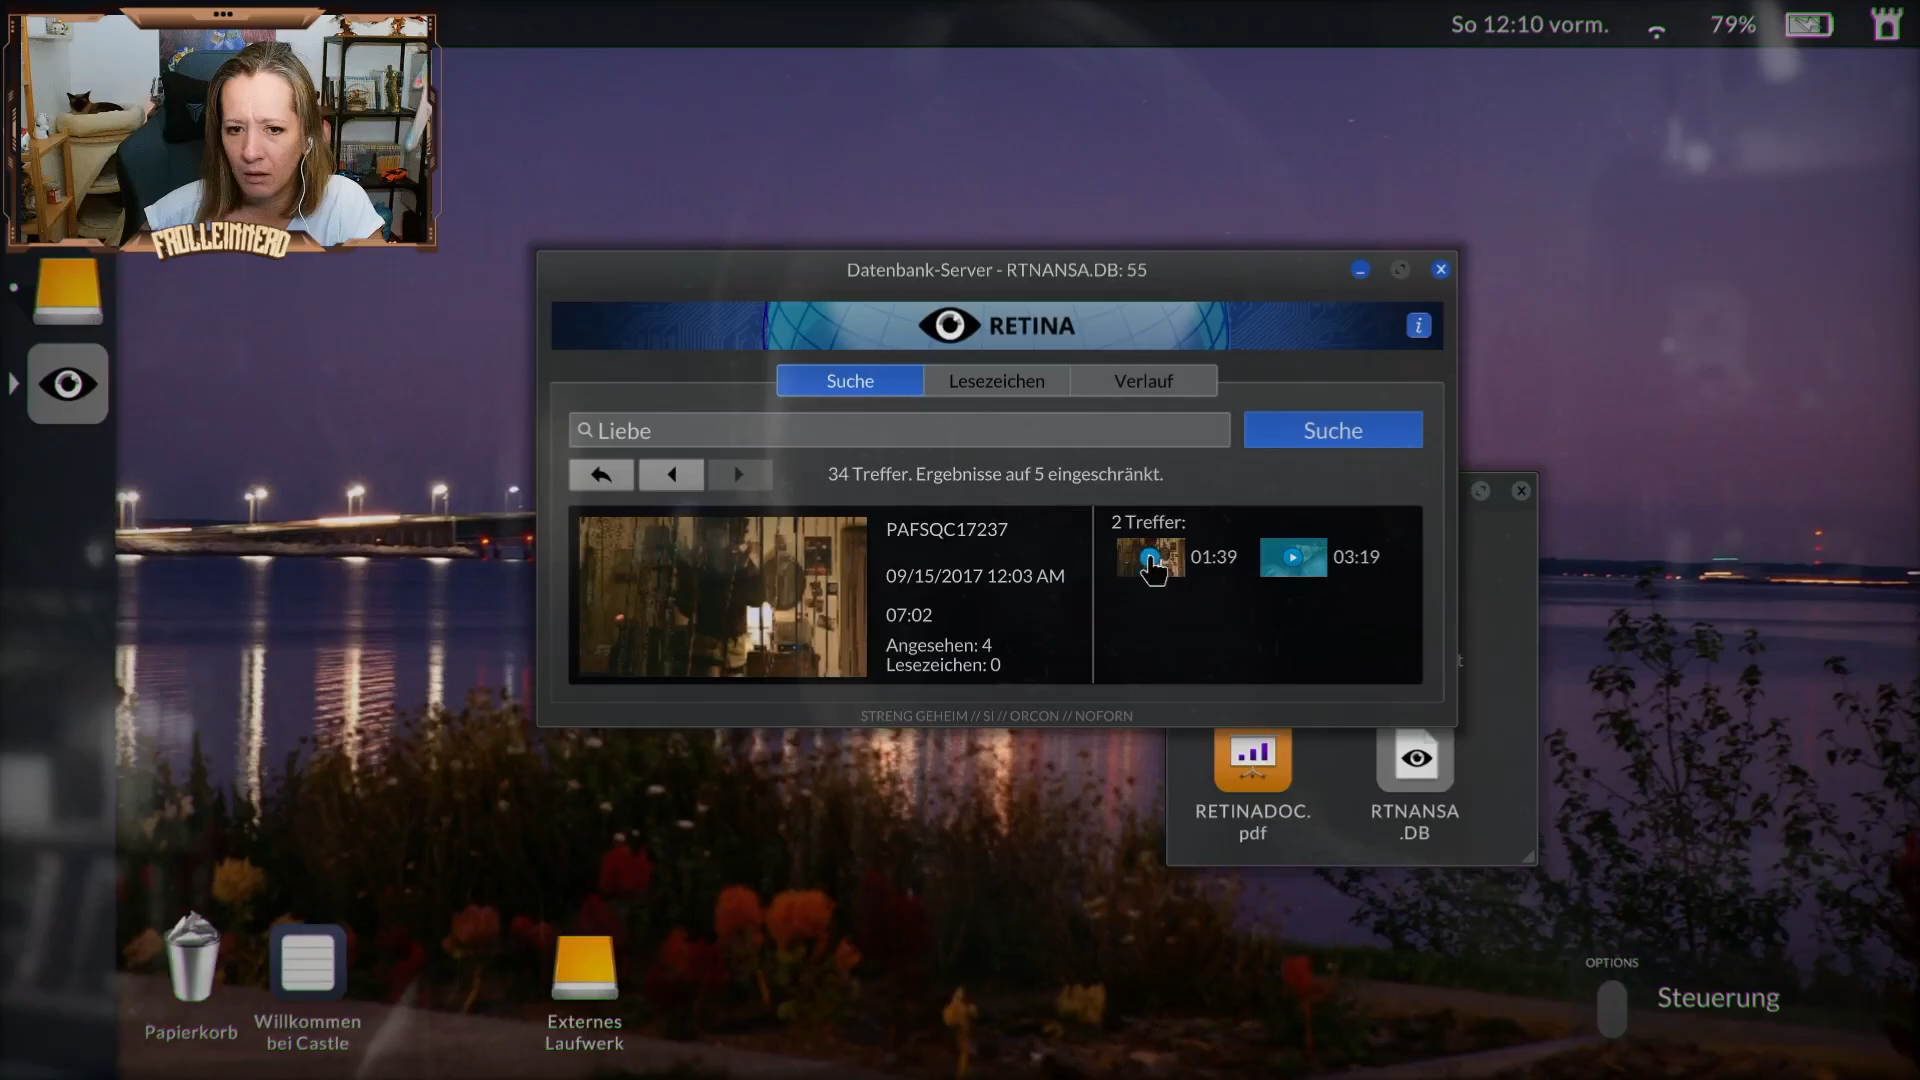 So 12:10 vorm.
79%
FROLLEINNERD
Datenbank-Server - RTNANSA.DB: 55
RETINA
i
Suche
Lesezeichen
Verlauf
Liebe
Suche
34 Treffer. Ergebnisse auf 5 eingeschränkt.
PAFSQC17237
09/15/2017 12:03 AM
07:02
Angesehen: 4
Lesezeichen: 0
2 Treffer:
01:39
03:19
STRENG GEHEIM // SI // ORCON // NOFORN
t
RETINADOC.
pdf
RTNANSA
.DB
Papierkorb
Willkommen
bei Castle
Externes
Laufwerk
OPTIONS
Steuerung